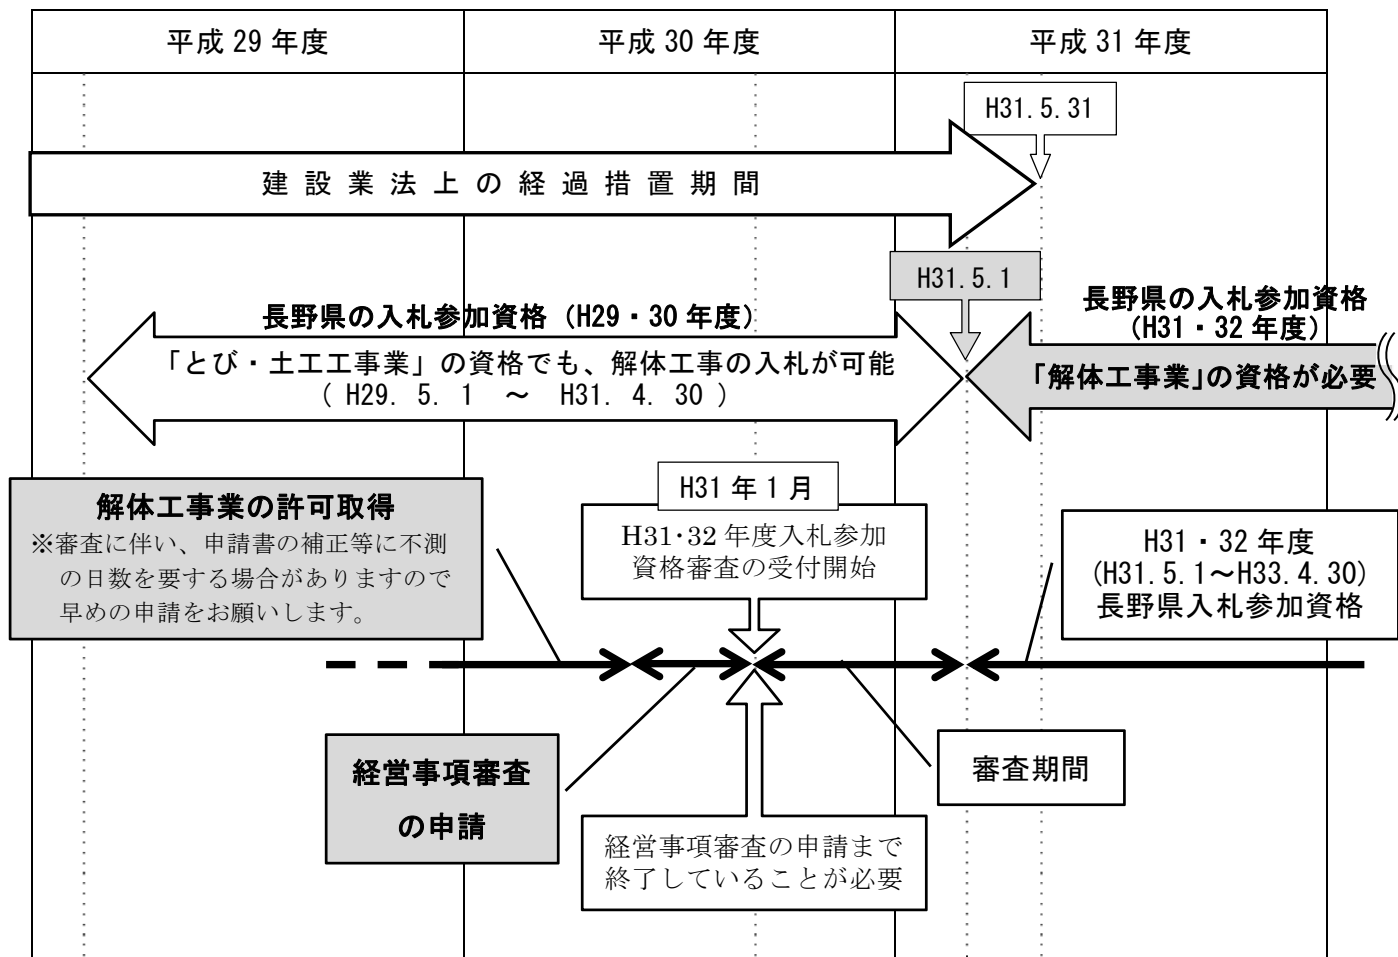 平成 29 年度
平成 30 年度
平成 31 年度
H31. 5. 31
建設業法上の経過措置期間
H31. 5. 1
長野県の入札参加資格（H29・30 年度）
「とび・土工工事業」の資格でも、解体工事の入札が可能
（ H29. 5. 1 ～ H31. 4. 30 ）
長野県の入札参加資格
（H31・32 年度）
「解体工事業」の資格が必要
解体工事業の許可取得
※審査に伴い、申請書の補正等に不測
の日数を要する場合がありますので
早めの申請をお願いします。
H31 年 1 月
H31･32 年度入札参加
資格審査の受付開始
H31・32 年度
(H31. 5. 1～H33. 4. 30)
長野県入札参加資格
経営事項審査
の申請
審査期間
経営事項審査の申請まで
終了していることが必要